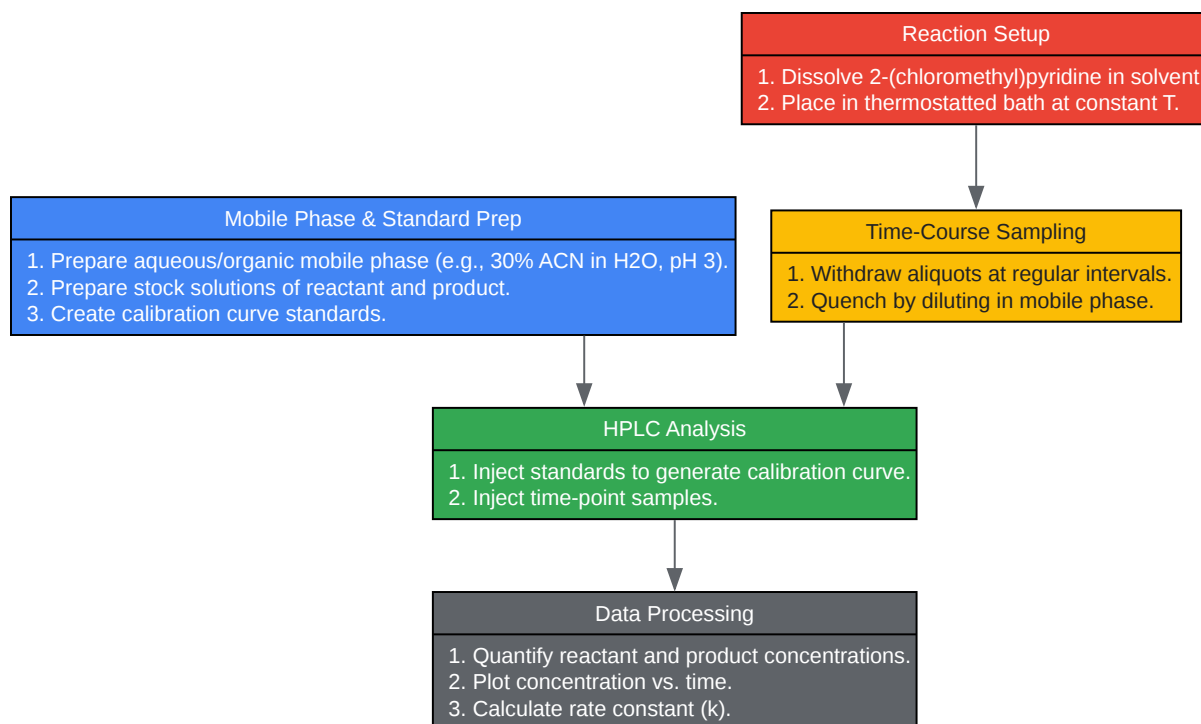 Reaction Setup
1. Dissolve 2-(chloromethyl)pyridine in solvent.
2. Place in thermostatted bath at constant T.
Mobile Phase & Standard Prep
1. Prepare aqueous/organic mobile phase (e.g., 30% ACN in H2O, pH 3).
2. Prepare stock solutions of reactant and product.
3. Create calibration curve standards.
Time-Course Sampling
1. Withdraw aliquots at regular intervals.
2. Quench by diluting in mobile phase.
HPLC Analysis
1. Inject standards to generate calibration curve.
2. Inject time-point samples.
Data Processing
1. Quantify reactant and product concentrations.
2. Plot concentration vs. time.
3. Calculate rate constant (k).